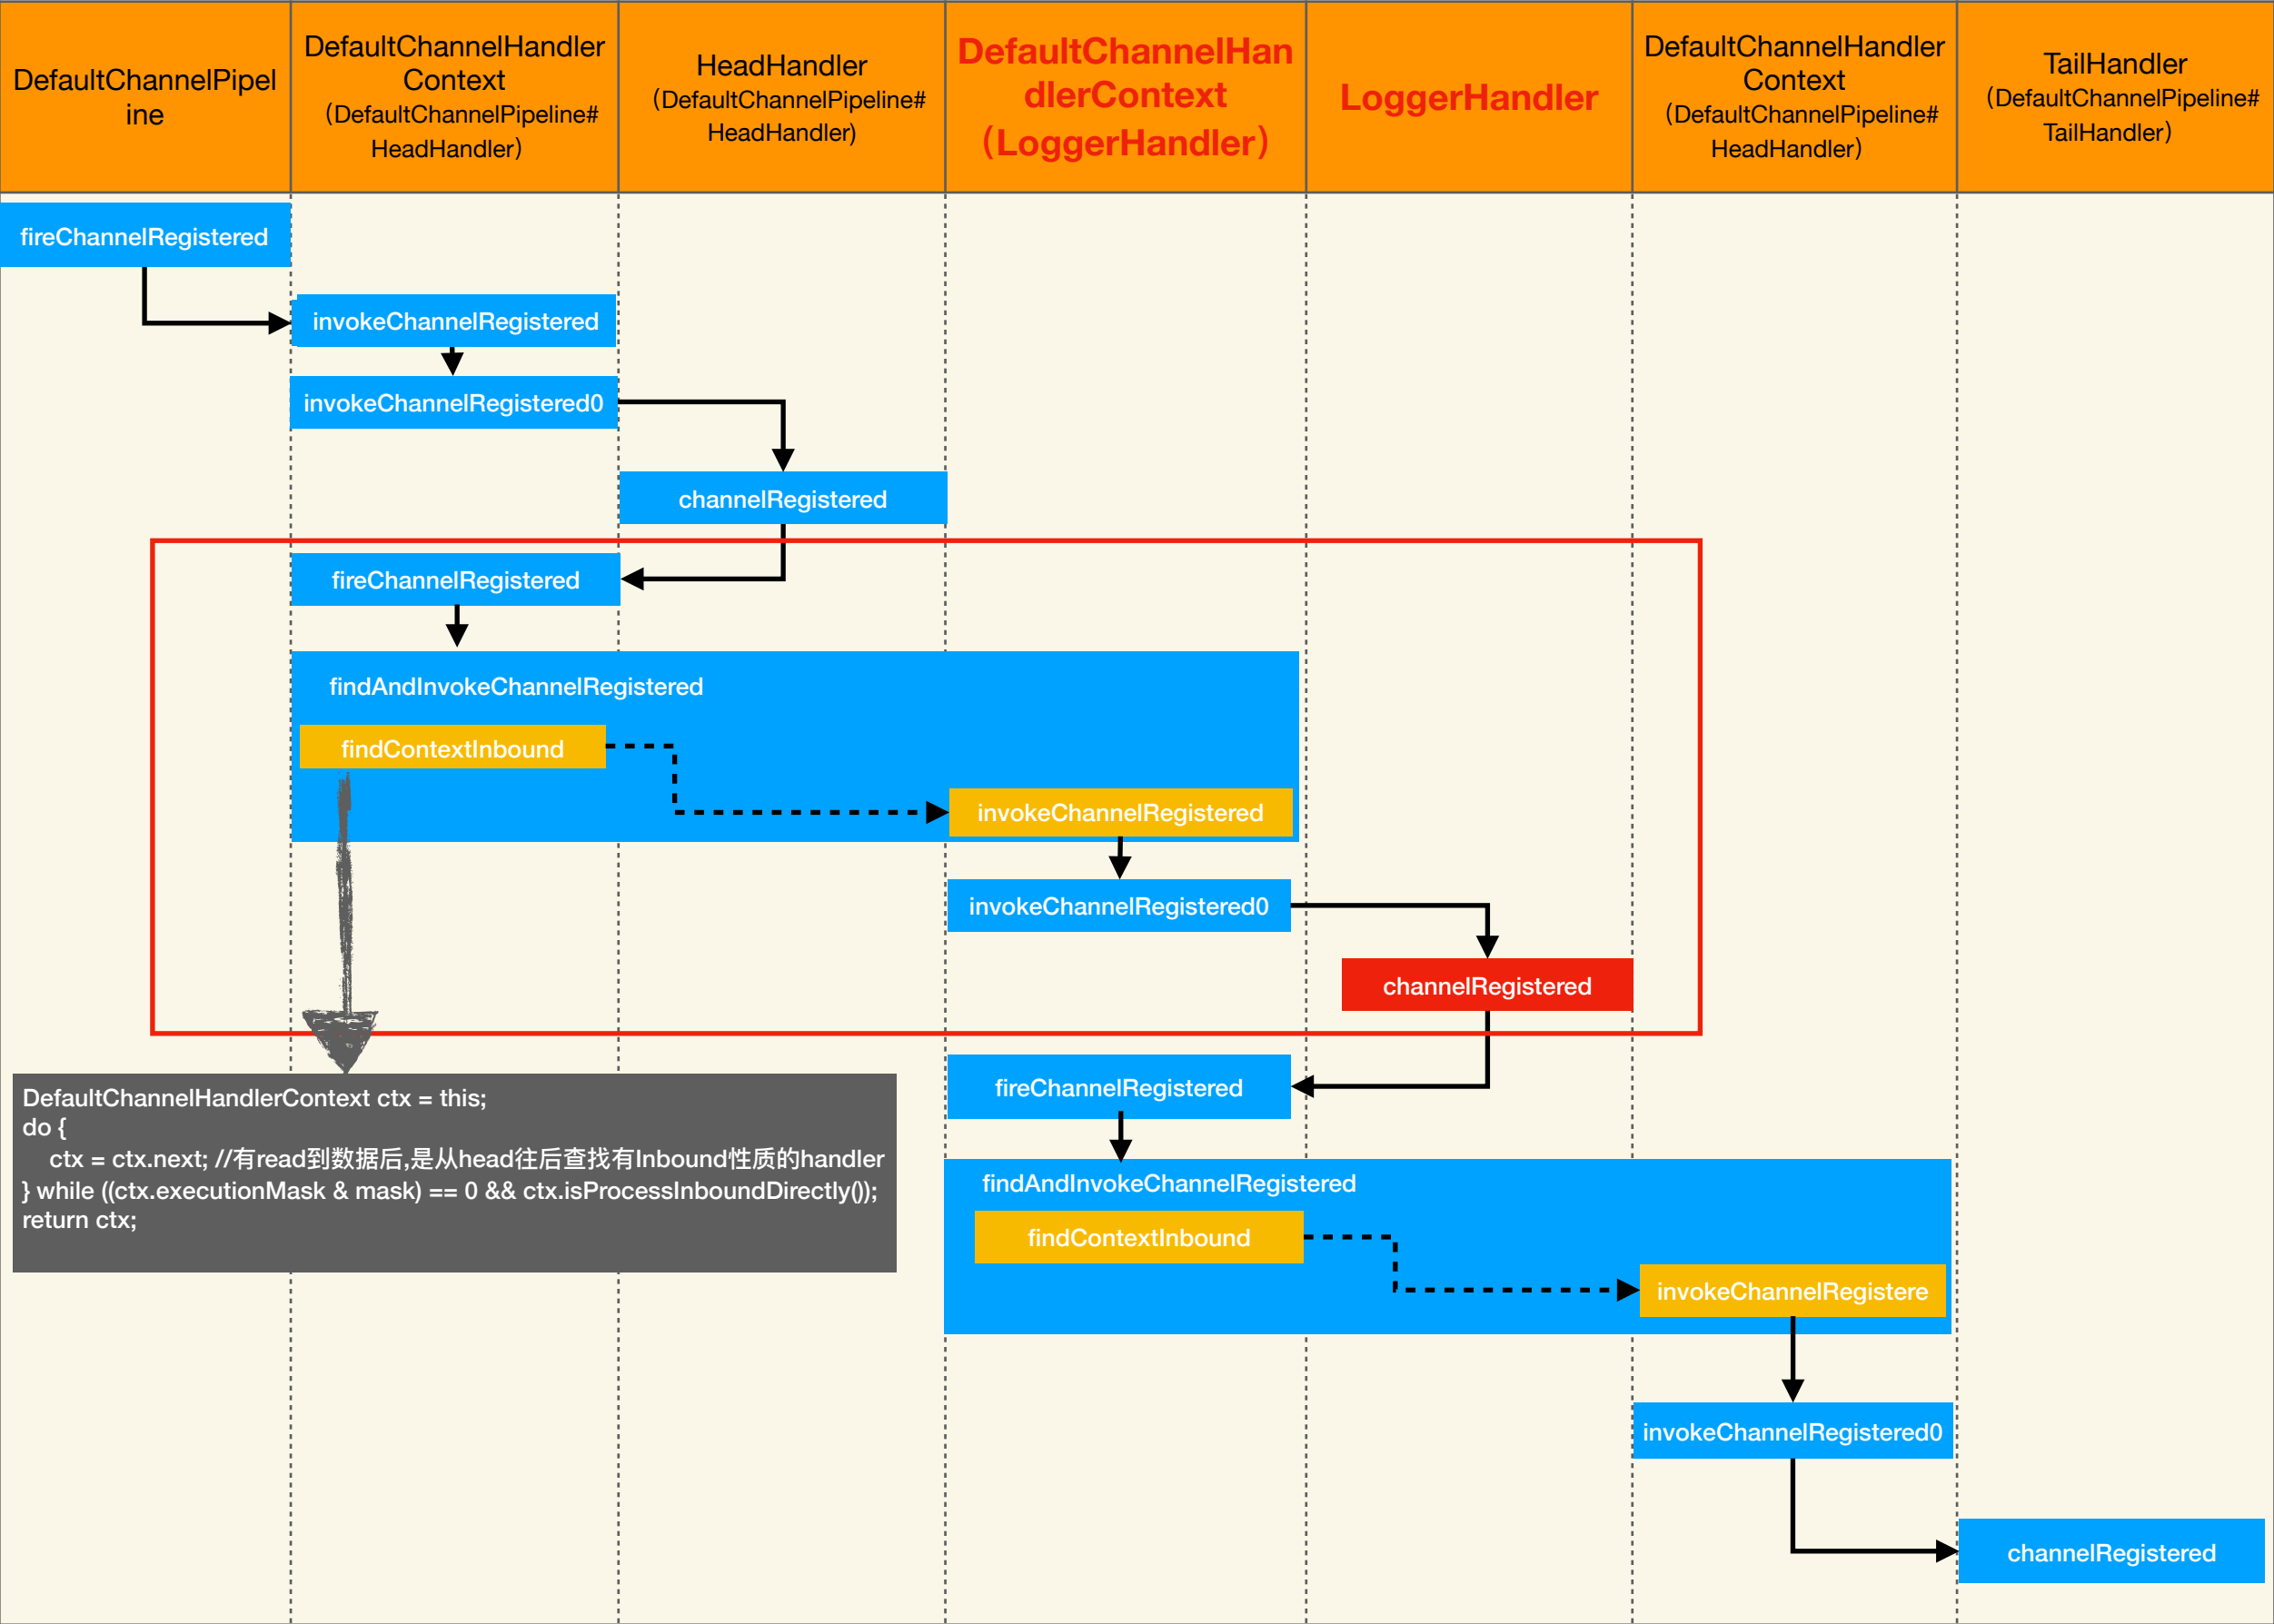 DefaultChannelPipel
ine
DefaultChannelHandler
Context
（DefaultChannelPipeline#
HeadHandler）
HeadHandler
（DefaultChannelPipeline#
HeadHandler)
DefaultChannelHan
dlerContext
（LoggerHandler）
LoggerHandler
DefaultChannelHandler
Context
（DefaultChannelPipeline#
HeadHandler）
TailHandler
（DefaultChannelPipeline#
TailHandler）
fireChannelRegistered
invokeChannelRegistered
invokeChannelRegistered0
channelRegistered
fireChannelRegistered
findAndInvokeChannelRegistered
findContextInbound
invokeChannelRegistered
invokeChannelRegistered0
channelRegistered
fireChannelRegistered
DefaultChannelHandlerContext ctx = this;
do {
ctx = ctx.next; //有read到数据后,是从head往后查找有Inbound性质的handler
} while ((ctx.executionMask & mask) == 0 && ctx.isProcessInboundDirectly());
return ctx;
findAndInvokeChannelRegistered
findContextInbound
invokeChannelRegistere
invokeChannelRegistered0
channelRegistered